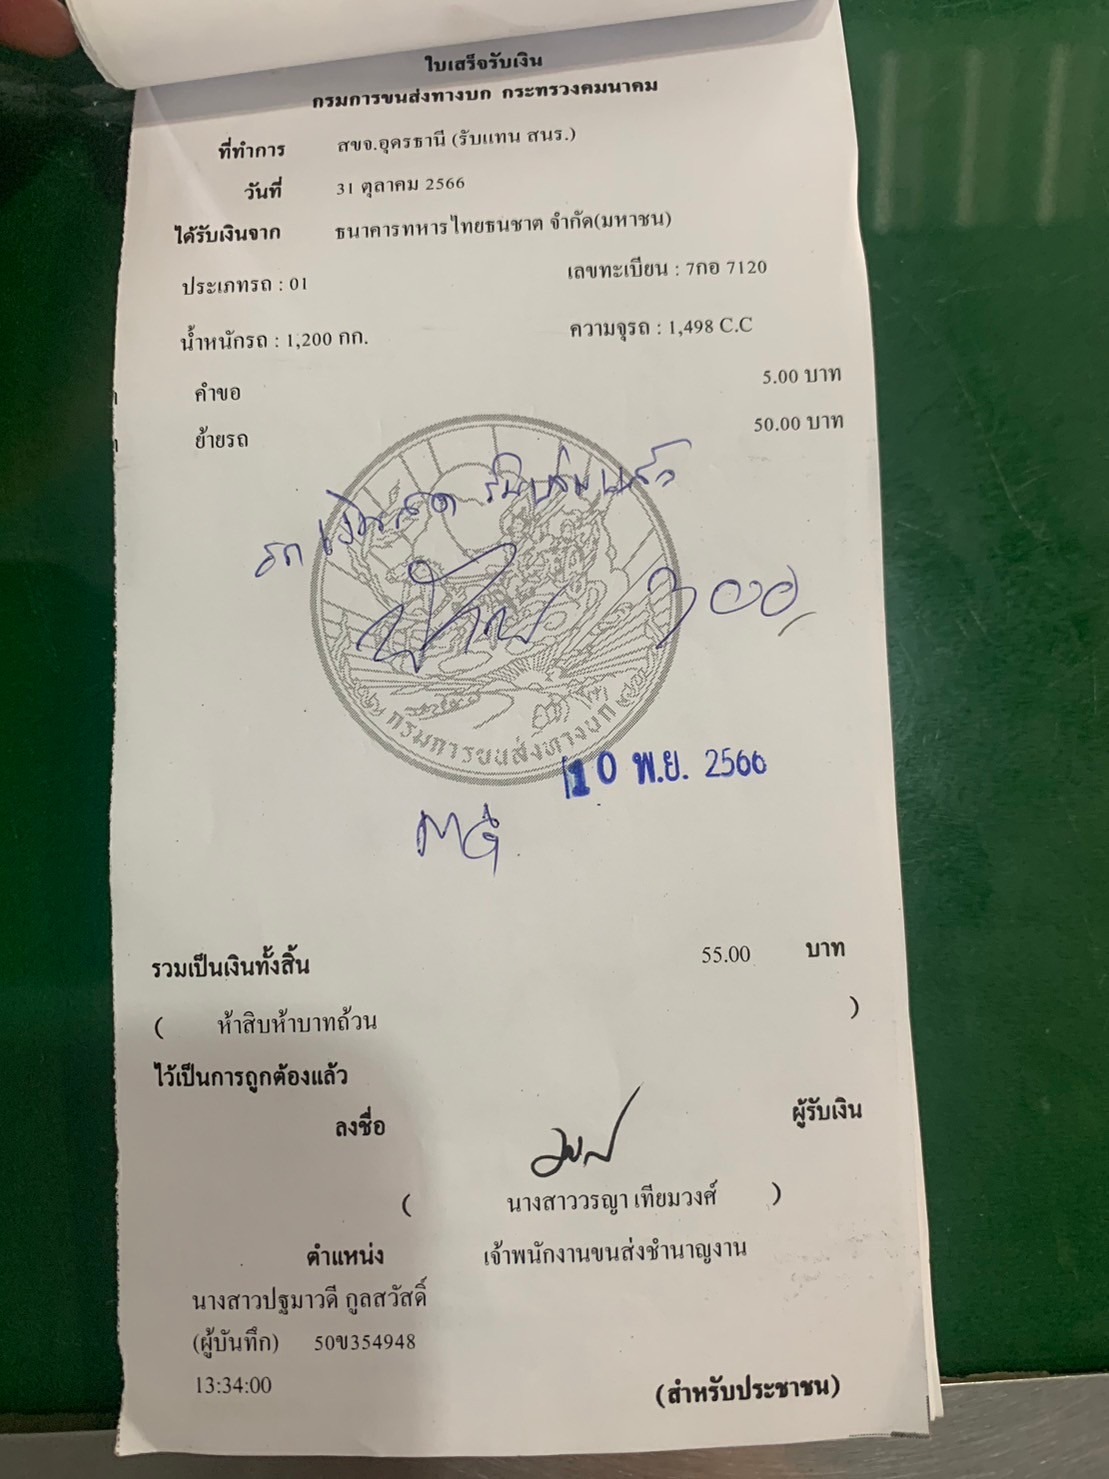 ใบเสร็จรับเงิน
กรมการขนส่งทางบก กระทรวงคมนาคม
ที่ทำการ สขจ.อุดรธานี (รับแทน สนร.)
วันที่ 31 ตุลาคม 2566
ได้รับเงินจาก ธนาคารทหารไทยธนชาต จำกัด(มหาชน)
ประเภทรถ : 01 เลขทะเบียน : 7กอ 7120
น้ำหนักรถ : 1,200 กก. ความจุรถ : 1,498 C.C
คำขอ 5.00 บาท
ย้ายรถ 50.00 บาท
กรมการขนส่งทางบก
10 พ.ย. 2566
MG
รวมเป็นเงินทั้งสิ้น 55.00 บาท
( ห้าสิบห้าบาทถ้วน )
ไว้เป็นการถูกต้องแล้ว
ลงชื่อ ผู้รับเงิน
( นางสาววรญา เทียมวงศ์ )
ตำแหน่ง เจ้าพนักงานขนส่งชำนาญงาน
นางสาวปฐมาวดี กูลสวัสดิ์
(ผู้บันทึก) 50ข354948
13:34:00
(สำหรับประชาชน)